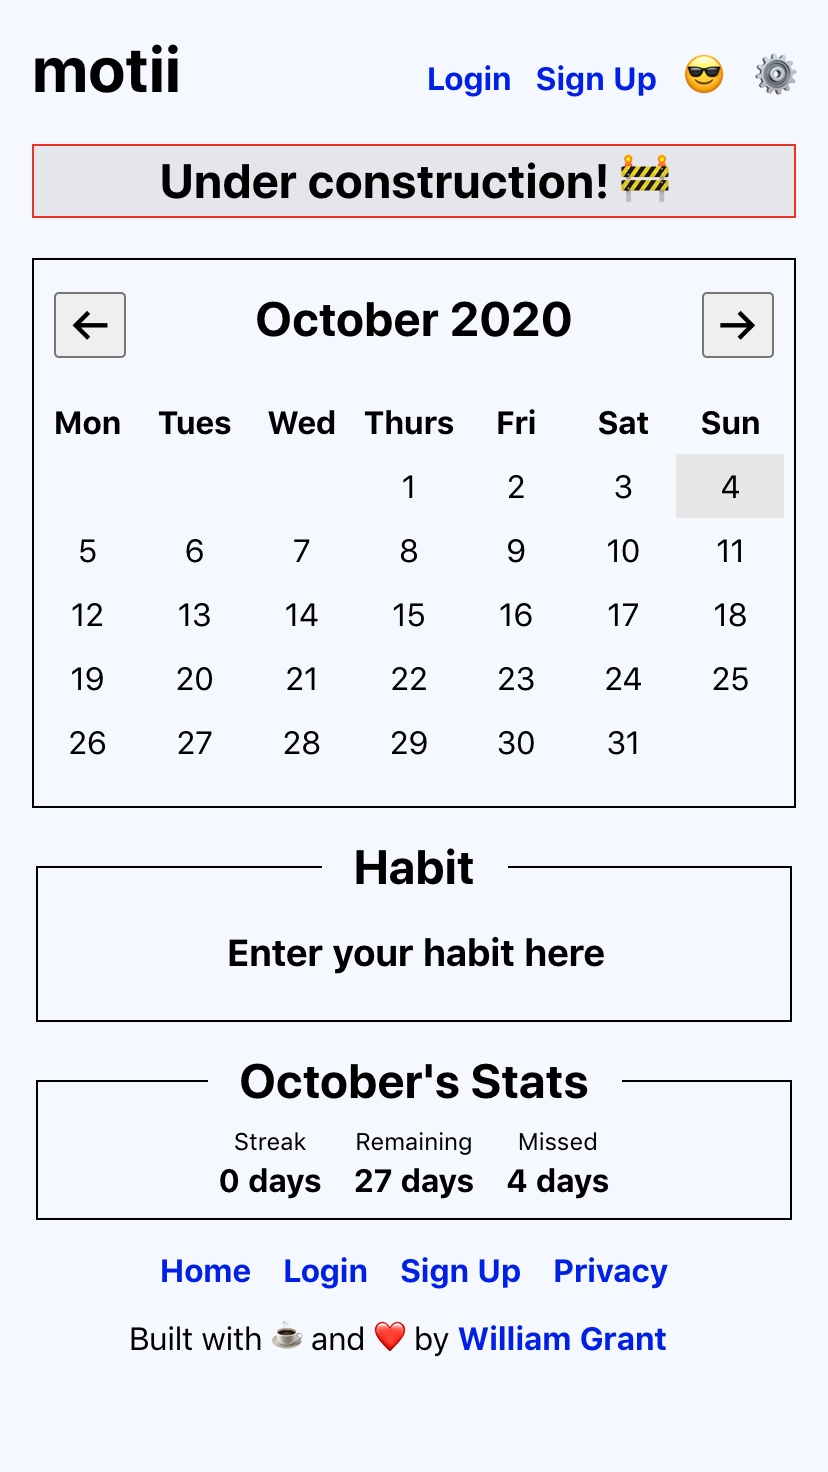 motii Login Sign Up 😎 ⚙️
Under construction! 🚧
← October 2020 →
Mon Tues Wed Thurs Fri Sat Sun
1 2 3 4
5 6 7 8 9 10 11
12 13 14 15 16 17 18
19 20 21 22 23 24 25
26 27 28 29 30 31
Habit
Enter your habit here
October's Stats
Streak Remaining Missed
0 days 27 days 4 days
Home Login Sign Up Privacy
Built with ☕ and ❤️ by William Grant